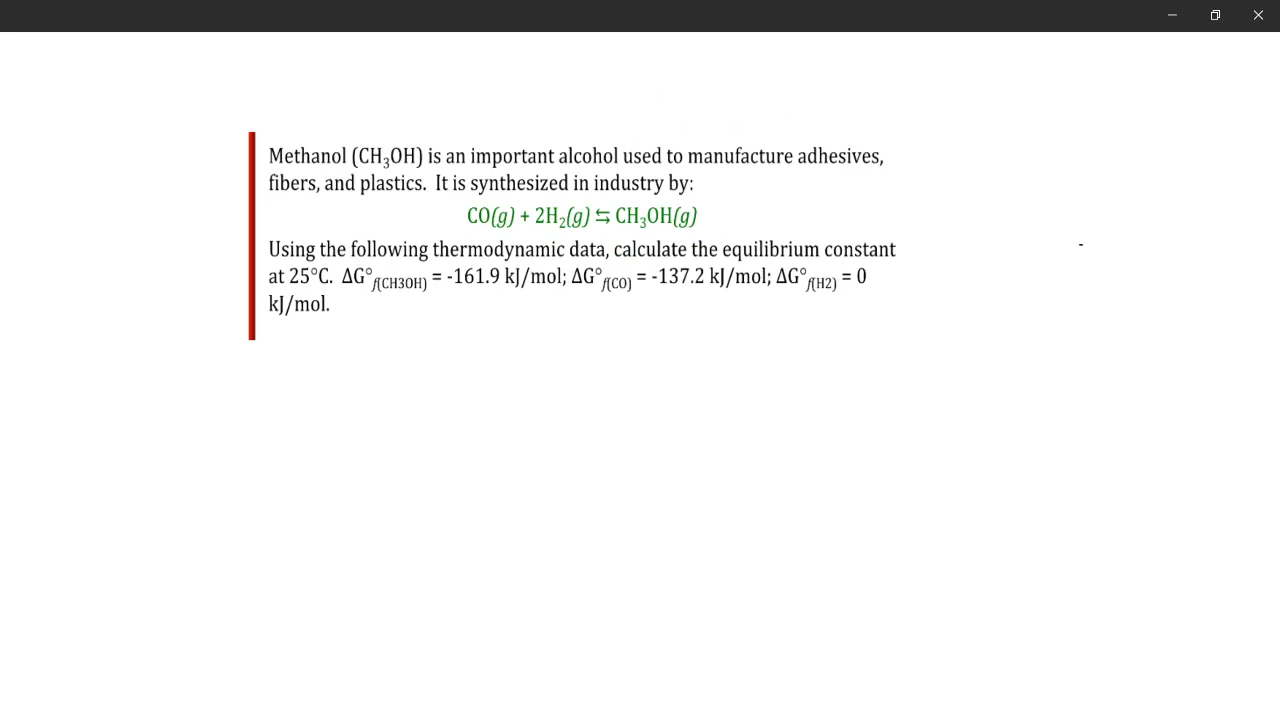 Methanol (CH₃OH) is an important alcohol used to manufacture adhesives,
fibers, and plastics.  It is synthesized in industry by:
CO(g) + 2H₂(g) ⇆ CH₃OH(g)
Using the following thermodynamic data, calculate the equilibrium constant
at 25°C.  ΔG°f(CH3OH) = -161.9 kJ/mol; ΔG°f(CO) = -137.2 kJ/mol; ΔG°f(H2) = 0
kJ/mol.